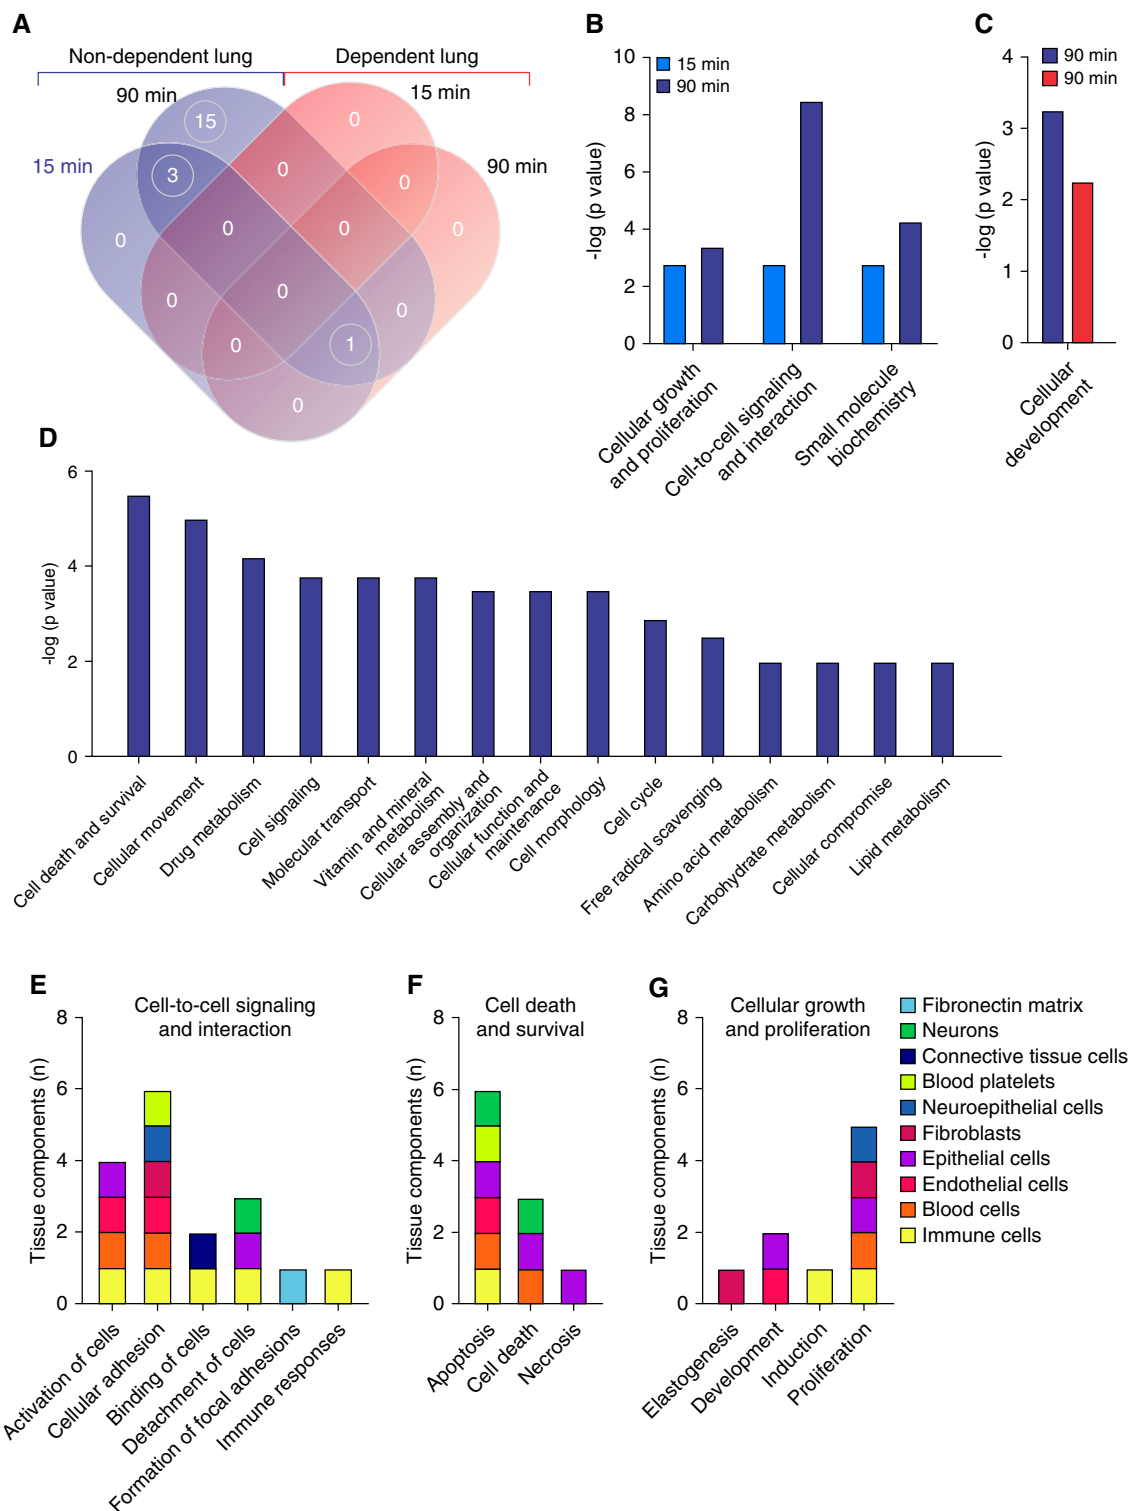 A
Non-dependent lung
Dependent lung
90 min
15 min
15 min
90 min
15
0
3
0
0
0
0
0
0
0
0
0
0
1
0
B
10
8
6
4
2
0
-log (p value)
15 min
90 min
Cellular growth
and proliferation
Cell-to-cell signaling
and interaction
Small molecule
biochemistry
C
4
3
2
1
0
-log (p value)
90 min
90 min
Cellular
development
D
6
4
2
0
-log (p value)
Cell death and survival
Cellular movement
Drug metabolism
Cell signaling
Molecular transport
Vitamin and mineral
metabolism
Cellular assembly and
organization
Cellular function and
maintenance
Cell morphology
Cell cycle
Free radical scavenging
Amino acid metabolism
Carbohydrate metabolism
Cellular compromise
Lipid metabolism
E
Cell-to-cell signaling
and interaction
8
6
4
2
0
Tissue components (n)
Activation of cells
Cellular adhesion
Binding of cells
Detachment of cells
Formation of focal adhesions
Immune responses
F
Cell death
and survival
8
6
4
2
0
Tissue components (n)
Apoptosis
Cell death
Necrosis
G
Cellular growth
and proliferation
8
6
4
2
0
Tissue components (n)
Elastogenesis
Development
Induction
Proliferation
Fibronectin matrix
Neurons
Connective tissue cells
Blood platelets
Neuroepithelial cells
Fibroblasts
Epithelial cells
Endothelial cells
Blood cells
Immune cells